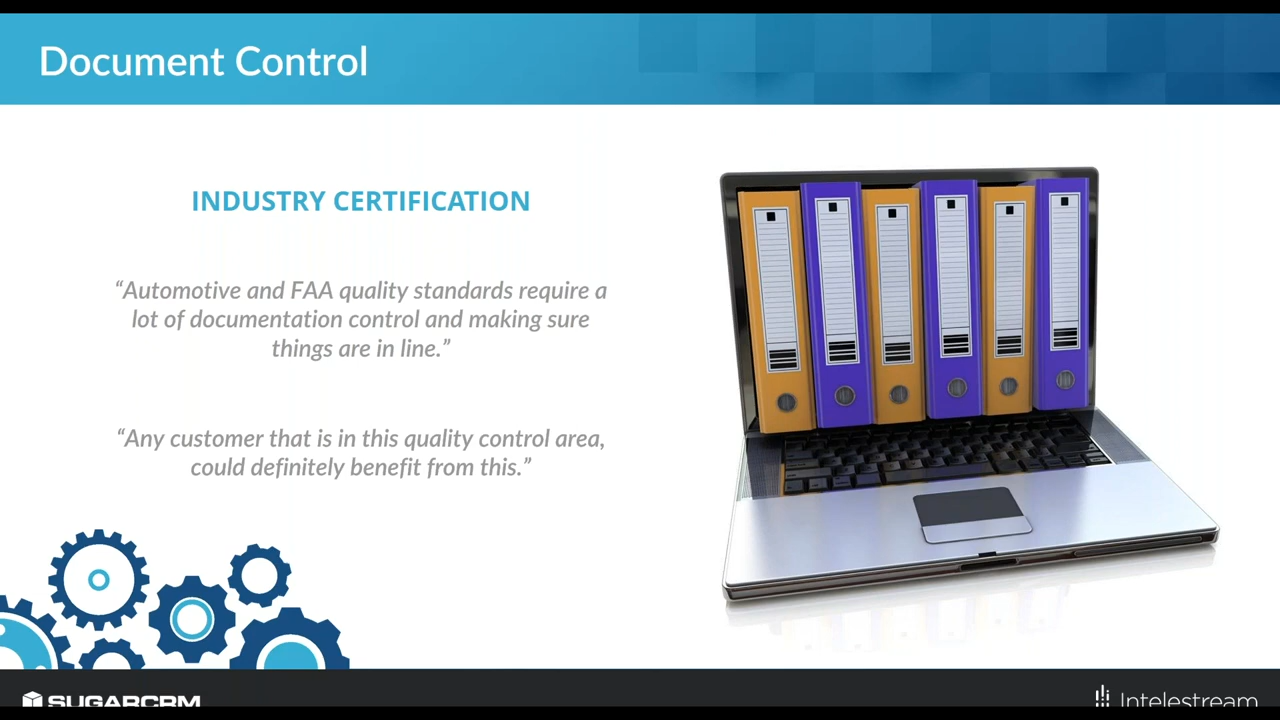 Document Control
INDUSTRY CERTIFICATION
“Automotive and FAA quality standards require a
lot of documentation control and making sure
things are in line.”
“Any customer that is in this quality control area,
could definitely benefit from this.”
SUGARCRM
Intelestream